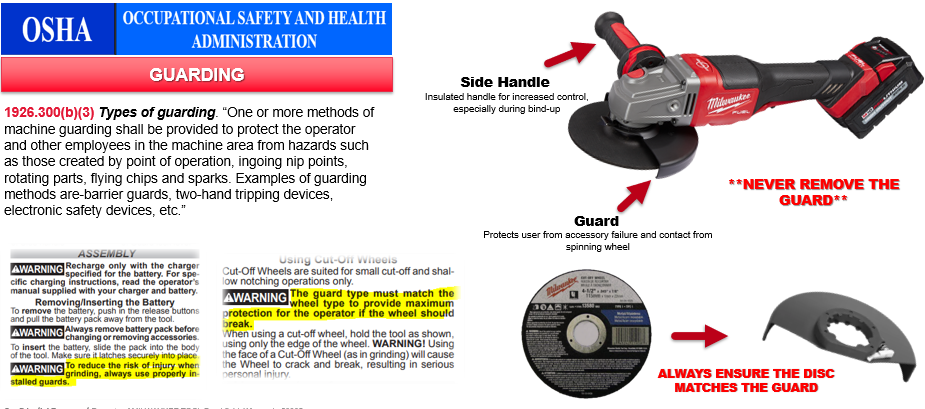 OSHA
OCCUPATIONAL SAFETY AND HEALTH
ADMINISTRATION
GUARDING
1926.300(b)(3) Types of guarding. “One or more methods of
machine guarding shall be provided to protect the operator
and other employees in the machine area from hazards such
as those created by point of operation, ingoing nip points,
rotating parts, flying chips and sparks. Examples of guarding
methods are-barrier guards, two-hand tripping devices,
electronic safety devices, etc.”
Side Handle
Insulated handle for increased control,
especially during bind-up
Milwaukee
FUEL
**NEVER REMOVE THE
GUARD**
Guard
Protects user from accessory failure and contact from
spinning wheel
ASSEMBLY
WARNING Recharge only with the charger
specified for the battery. For spe-
cific charging instructions, read the operator's
manual supplied with your charger and battery.
Removing/Inserting the Battery
To remove the battery, push in the release buttons
and pull the battery pack away from the tool.
WARNING Always remove battery pack before
changing or removing accessories.
To insert the battery, slide the pack into the body
of the tool. Make sure it latches securely into place.
WARNING To reduce the risk of injury when
grinding, always use properly in-
stalled guards.
Using Cut-Off Wheels
Cut-Off Wheels are suited for small cut-off and shal-
low notching operations only.
WARNING The guard type must match the
wheel type to provide maximum
protection for the operator if the wheel should
break.
When using a cut-off wheel, hold the tool as shown,
using only the edge of the wheel. WARNING! Using
the face of a Cut-Off Wheel (as in grinding) will cause
the Wheel to crack and break, resulting in serious
personal injury.
Milwaukee
4-1/2"
115mm
ALWAYS ENSURE THE DISC
MATCHES THE GUARD